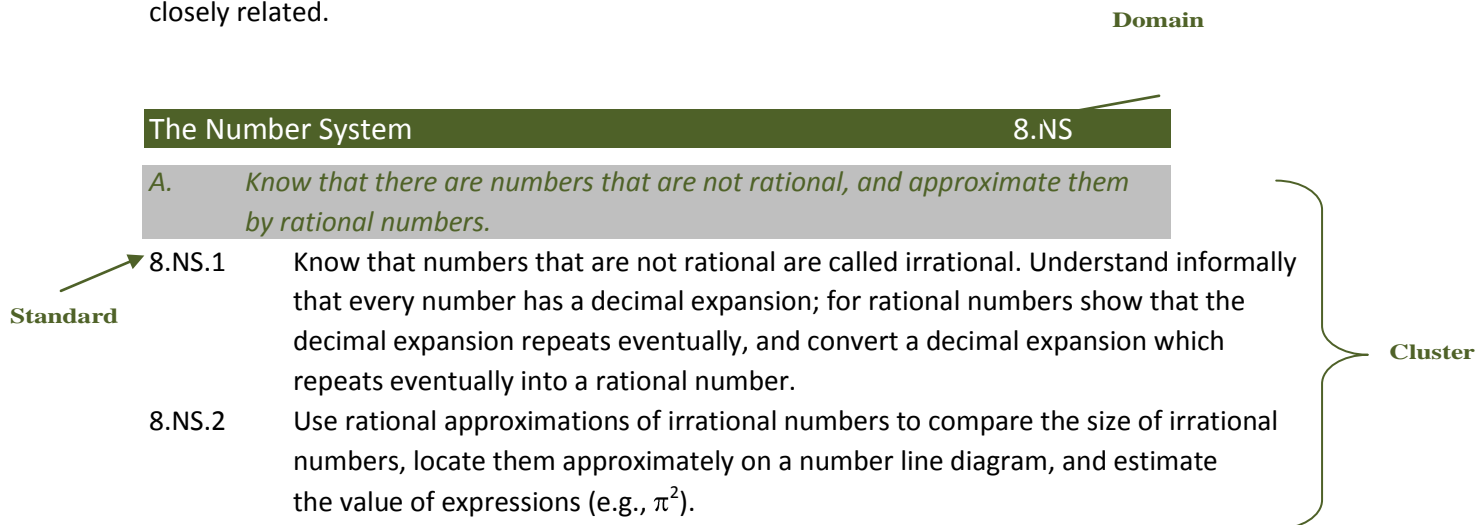 closely related.
Domain
The Number System 8.NS
A. Know that there are numbers that are not rational, and approximate them
by rational numbers.
8.NS.1 Know that numbers that are not rational are called irrational. Understand informally
that every number has a decimal expansion; for rational numbers show that the
Standard
decimal expansion repeats eventually, and convert a decimal expansion which
Cluster
repeats eventually into a rational number.
8.NS.2 Use rational approximations of irrational numbers to compare the size of irrational
numbers, locate them approximately on a number line diagram, and estimate
the value of expressions (e.g., π²).